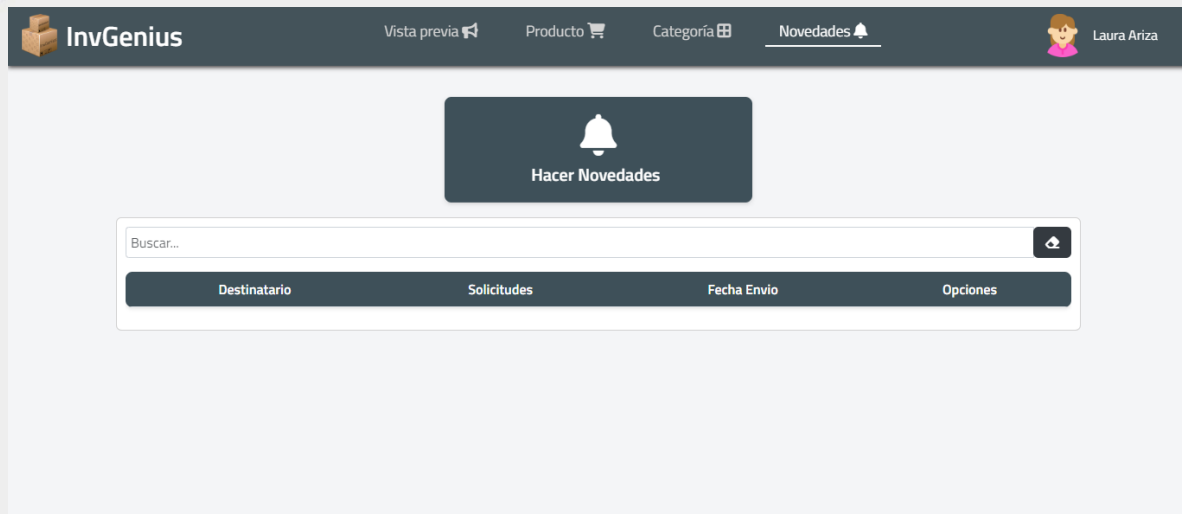 InvGenius
Vista previa
Producto
Categoría
Novedades
Laura Ariza
Hacer Novedades
Buscar...
Destinatario Solicitudes Fecha Envio Opciones